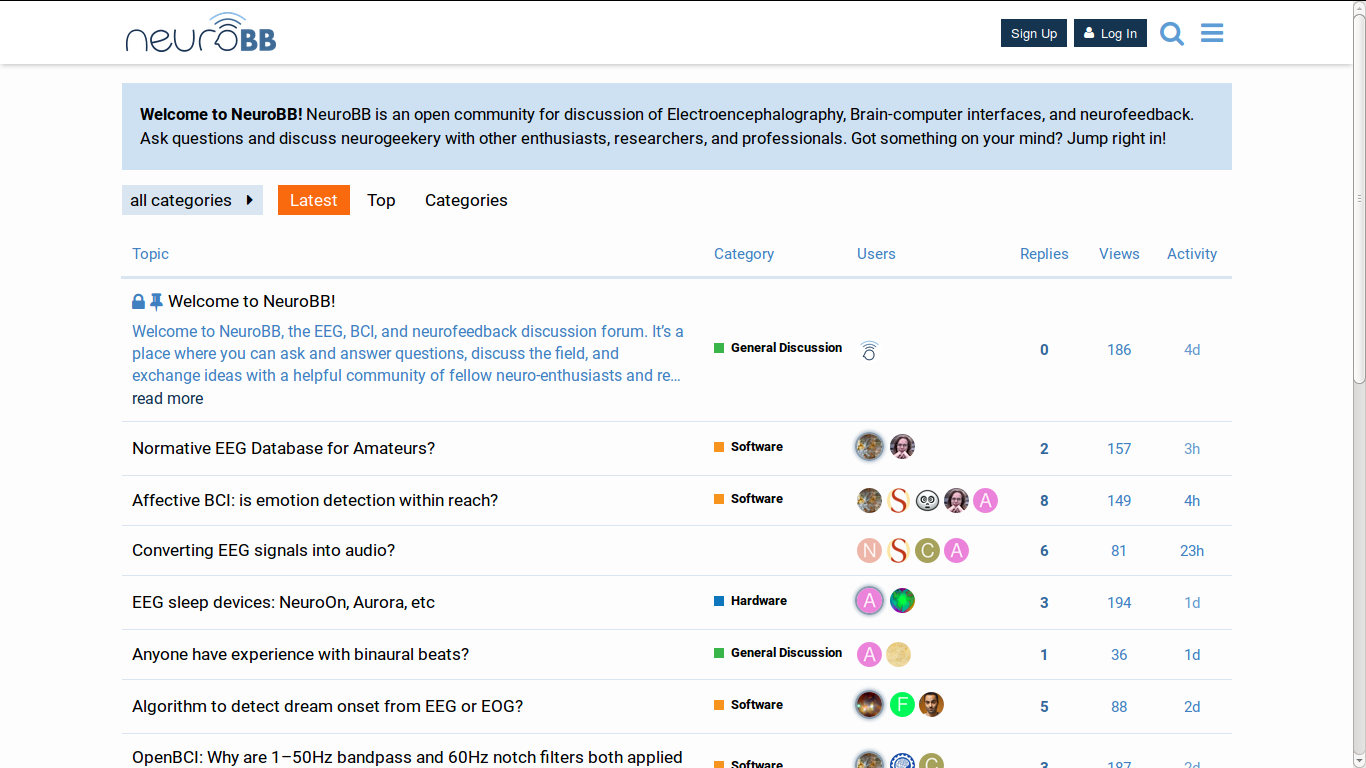 neuroBB
Sign Up
Log In
Welcome to NeuroBB! NeuroBB is an open community for discussion of Electroencephalography, Brain-computer interfaces, and neurofeedback.
Ask questions and discuss neurogeekery with other enthusiasts, researchers, and professionals. Got something on your mind? Jump right in!
all categories
Latest
Top
Categories
Topic
Category
Users
Replies
Views
Activity
Welcome to NeuroBB!
Welcome to NeuroBB, the EEG, BCI, and neurofeedback discussion forum. It’s a
place where you can ask and answer questions, discuss the field, and
exchange ideas with a helpful community of fellow neuro-enthusiasts and re…
read more
General Discussion
0
186
4d
Normative EEG Database for Amateurs?
Software
2
157
3h
Affective BCI: is emotion detection within reach?
Software
S
A
8
149
4h
Converting EEG signals into audio?
N
S
C
A
6
81
23h
EEG sleep devices: NeuroOn, Aurora, etc
Hardware
A
3
194
1d
Anyone have experience with binaural beats?
General Discussion
A
1
36
1d
Algorithm to detect dream onset from EEG or EOG?
Software
F
5
88
2d
OpenBCI: Why are 1–50Hz bandpass and 60Hz notch filters both applied
Software
C
3
187
2d